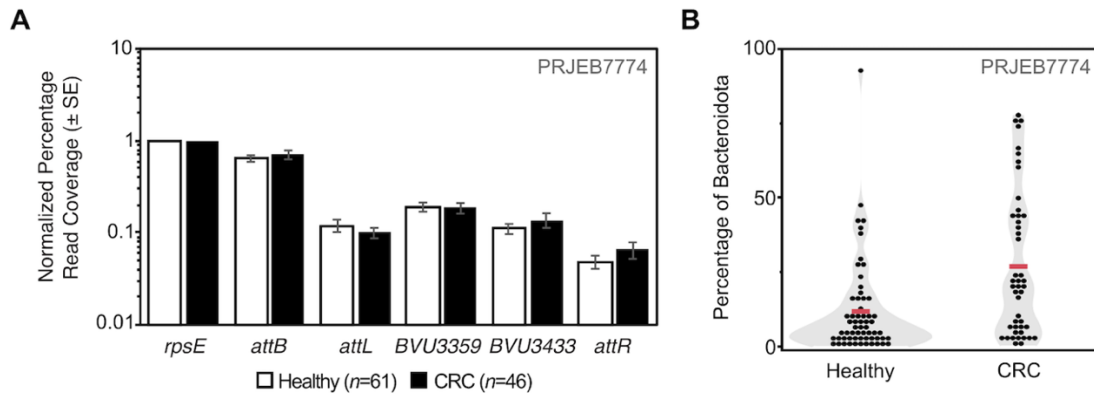 A
Normalized Percentage
Read Coverage (± SE)
10
1
0.1
0.01
PRJEB7774
rpsE attB attL BVU3359 BVU3433 attR
Healthy (n=61) CRC (n=46)
B
Percentage of Bacteroidota
100
50
0
PRJEB7774
Healthy CRC